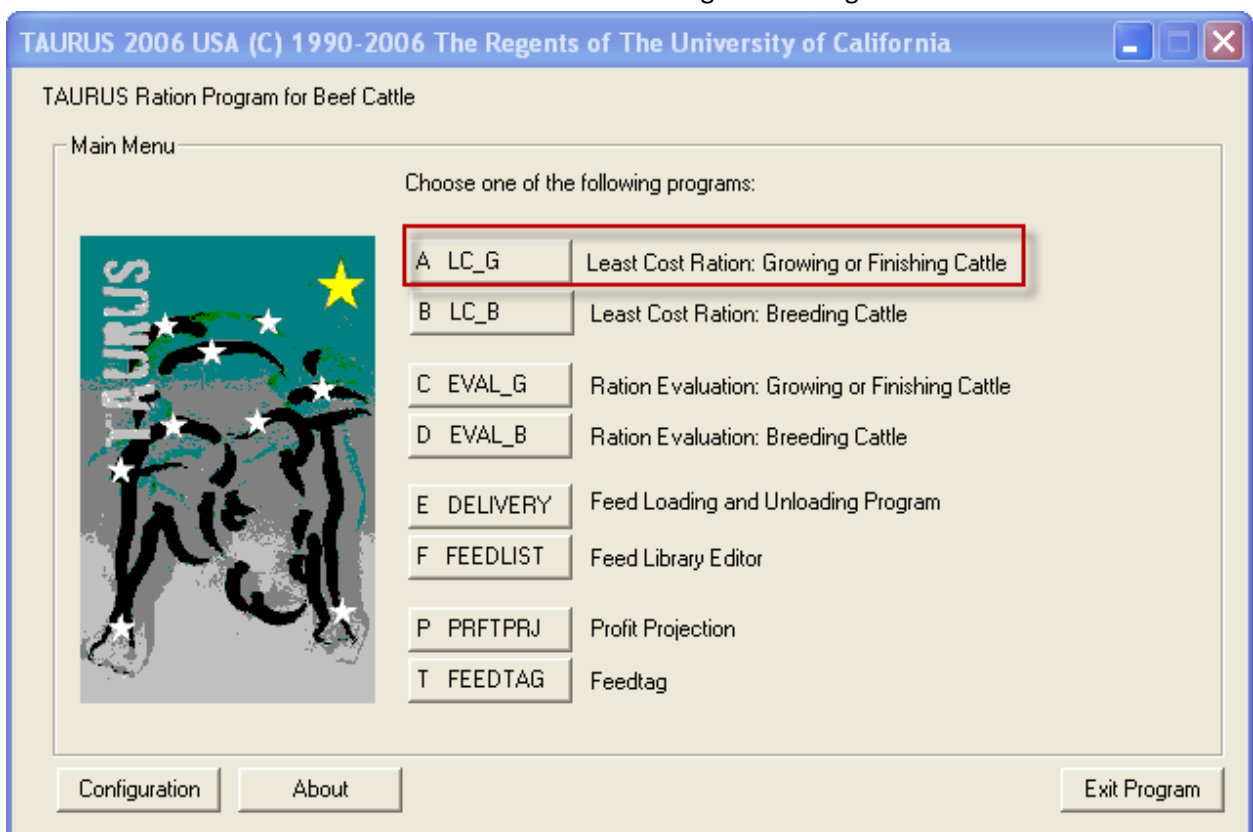 TAURUS 2006 USA (C) 1990-2006 The Regents of The University of California
TAURUS Ration Program for Beef Cattle
Main Menu
Choose one of the following programs:
TAURUS
A LC_G Least Cost Ration: Growing or Finishing Cattle
B LC_B Least Cost Ration: Breeding Cattle
C EVAL_G Ration Evaluation: Growing or Finishing Cattle
D EVAL_B Ration Evaluation: Breeding Cattle
E DELIVERY Feed Loading and Unloading Program
F FEEDLIST Feed Library Editor
P PRFTPRJ Profit Projection
T FEEDTAG Feedtag
Configuration About Exit Program